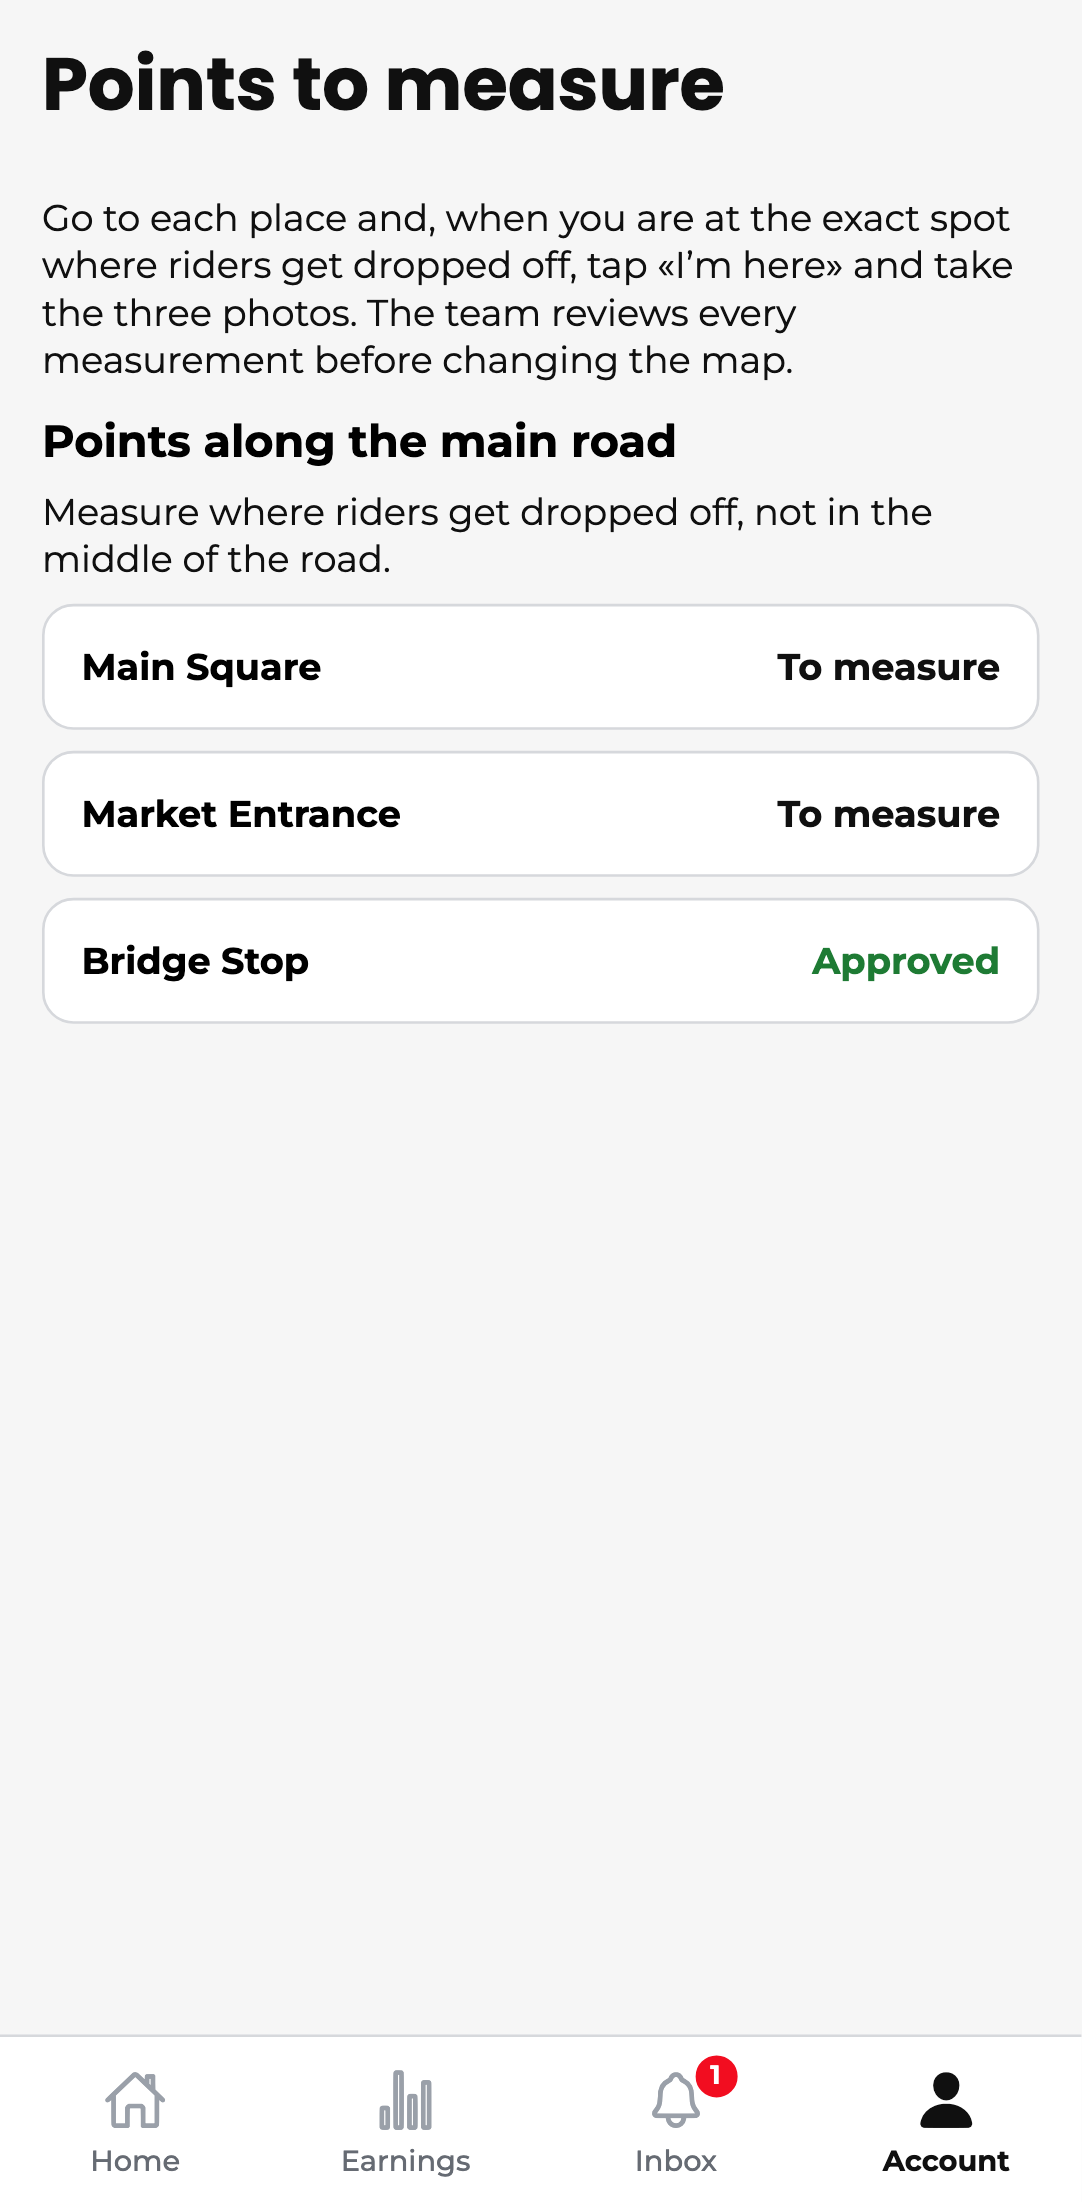 Points to measure
Go to each place and, when you are at the exact spot
where riders get dropped off, tap «I’m here» and take
the three photos. The team reviews every
measurement before changing the map.
Points along the main road
Measure where riders get dropped off, not in the
middle of the road.
Main Square To measure
Market Entrance To measure
Bridge Stop Approved
1
Home Earnings Inbox Account